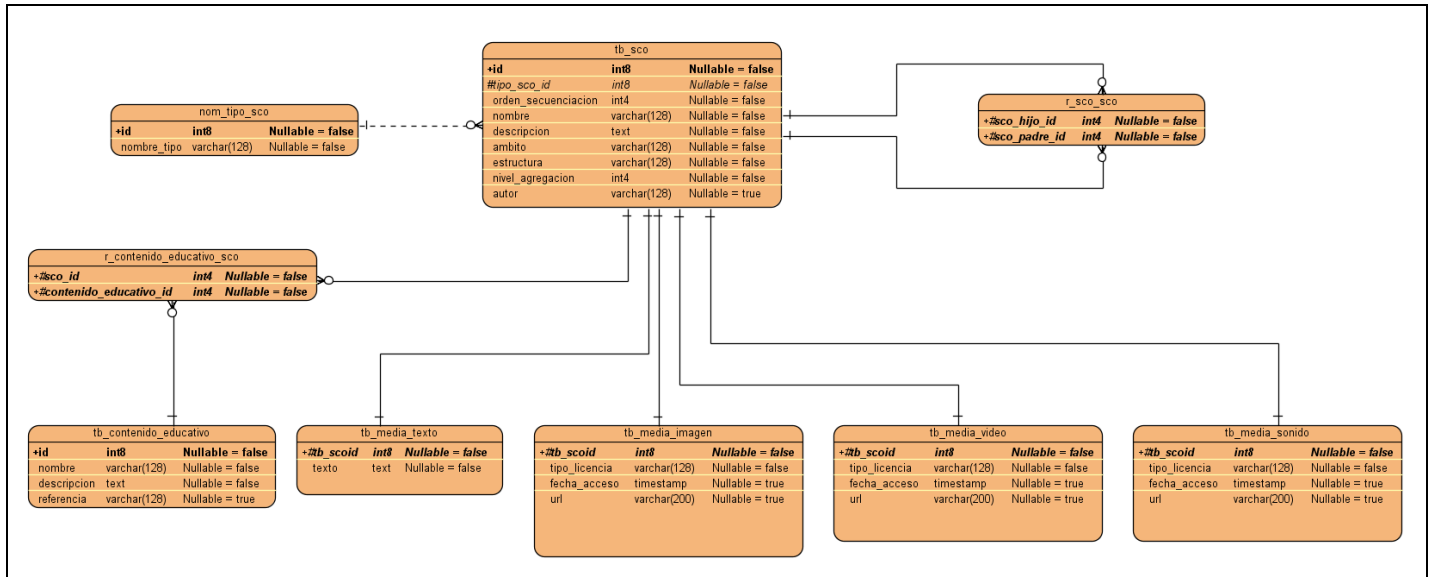 tb_sco
+id int8 Nullable = false
#tipo_sco_id int8 Nullable = false
orden_secuenciacion int4 Nullable = false
nombre varchar(128) Nullable = false
descripcion text Nullable = false
ambito varchar(128) Nullable = false
estructura varchar(128) Nullable = false
nivel_agregacion int4 Nullable = false
autor varchar(128) Nullable = true
nom_tipo_sco
+id int8 Nullable = false
nombre_tipo varchar(128) Nullable = false
r_sco_sco
+#sco_hijo_id int4 Nullable = false
+#sco_padre_id int4 Nullable = false
r_contenido_educativo_sco
+#sco_id int4 Nullable = false
+#contenido_educativo_id int4 Nullable = false
tb_contenido_educativo
+id int8 Nullable = false
nombre varchar(128) Nullable = false
descripcion text Nullable = false
referencia varchar(128) Nullable = true
tb_media_texto
+#tb_scoid int8 Nullable = false
texto text Nullable = false
tb_media_imagen
+#tb_scoid int8 Nullable = false
tipo_licencia varchar(128) Nullable = true
fecha_acceso timestamp Nullable = true
url varchar(200) Nullable = true
tb_media_video
+#tb_scoid int8 Nullable = false
tipo_licencia varchar(128) Nullable = true
fecha_acceso timestamp Nullable = true
url varchar(200) Nullable = true
tb_media_sonido
+#tb_scoid int8 Nullable = false
tipo_licencia varchar(128) Nullable = true
fecha_acceso timestamp Nullable = true
url varchar(200) Nullable = true